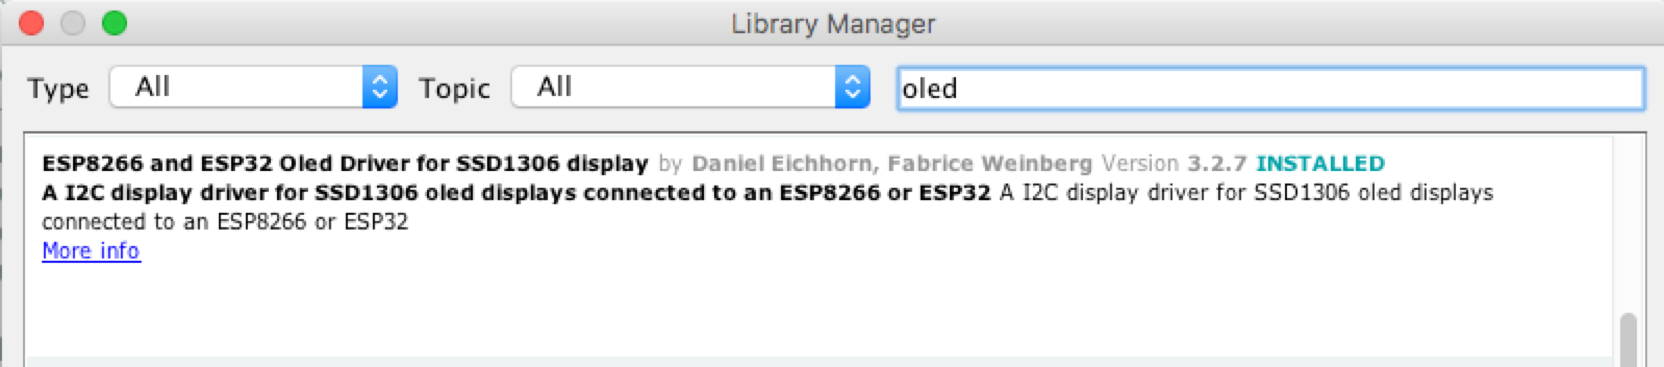 Library Manager
Type All Topic All oled
ESP8266 and ESP32 Oled Driver for SSD1306 display by Daniel Eichhorn, Fabrice Weinberg Version 3.2.7 INSTALLED
A I2C display driver for SSD1306 oled displays connected to an ESP8266 or ESP32 A I2C display driver for SSD1306 oled displays
connected to an ESP8266 or ESP32
More info